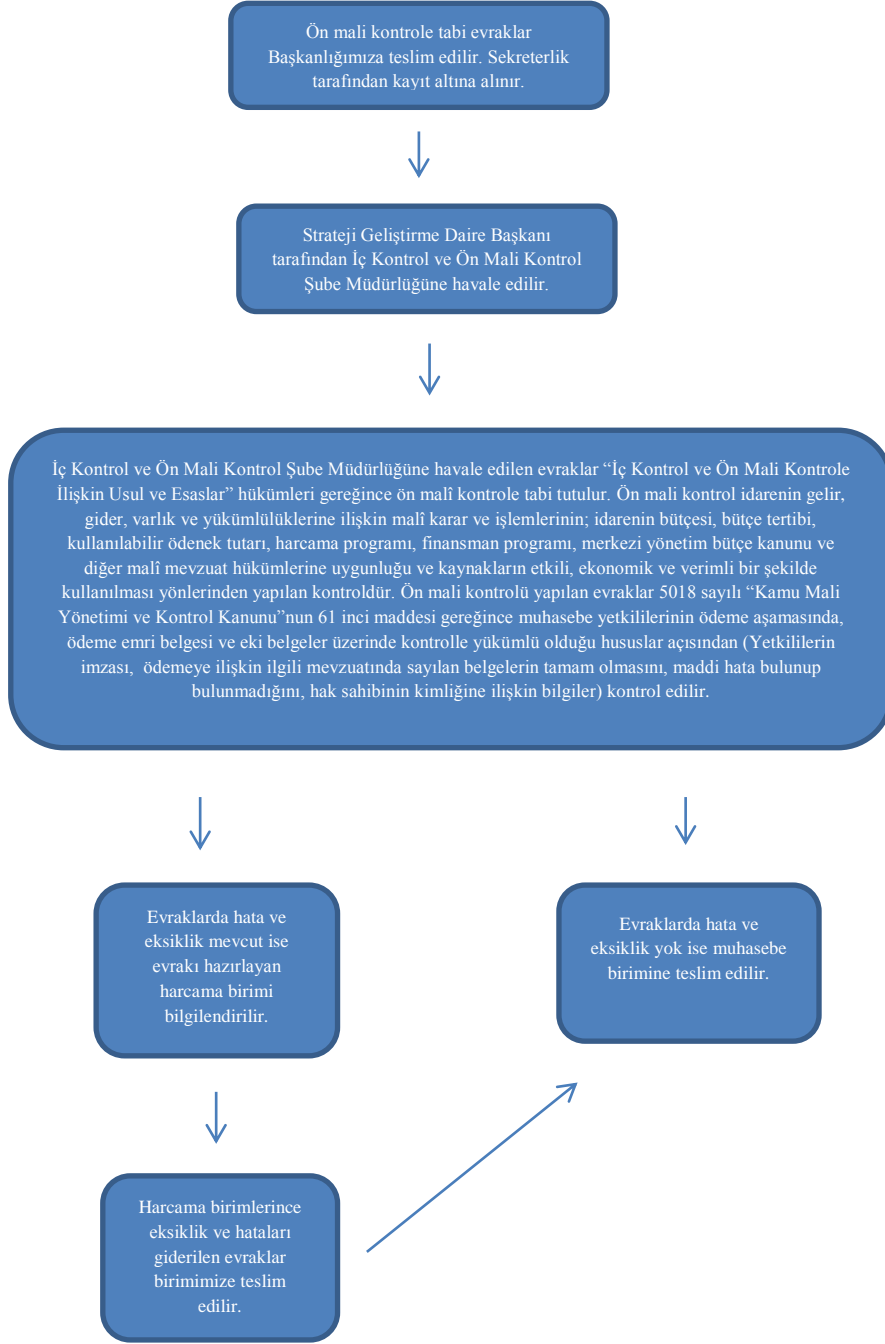 Ön mali kontrole tabi evraklar
Başkanlığımıza teslim edilir. Sekreterlik
tarafından kayıt altına alınır.
Strateji Geliştirme Daire Başkanı
tarafından İç Kontrol ve Ön Mali Kontrol
Şube Müdürlüğüne havale edilir.
İç Kontrol ve Ön Mali Kontrol Şube Müdürlüğüne havale edilen evraklar “İç Kontrol ve Ön Mali Kontrole
İlişkin Usul ve Esaslar” hükümleri gereğince ön malî kontrole tabi tutulur. Ön mali kontrol idarenin gelir,
gider, varlık ve yükümlülüklerine ilişkin malî karar ve işlemlerinin; idarenin bütçesi, bütçe tertibi,
kullanılabilir ödenek tutarı, harcama programı, finansman programı, merkezi yönetim bütçe kanunu ve
diğer malî mevzuat hükümlerine uygunluğu ve kaynakların etkili, ekonomik ve verimli bir şekilde
kullanılması yönlerinden yapılan kontroldür. Ön mali kontrolü yapılan evraklar 5018 sayılı “Kamu Mali
Yönetimi ve Kontrol Kanunu”nun 61 inci maddesi gereğince muhasebe yetkililerinin ödeme aşamasında,
ödeme emri belgesi ve eki belgeler üzerinde kontrolle yükümlü olduğu hususlar açısından (Yetkililerin
imzası, ödemeye ilişkin ilgili mevzuatında sayılan belgelerin tamam olmasını, maddi hata bulunup
bulunmadığını, hak sahibinin kimliğine ilişkin bilgiler) kontrol edilir.
Evraklarda hata ve
eksiklik mevcut ise
evrakı hazırlayan
harcama birimi
bilgilendirilir.
Evraklarda hata ve
eksiklik yok ise muhasebe
birimine teslim edilir.
Harcama birimlerince
eksiklik ve hataları
giderilen evraklar
birimimize teslim
edilir.